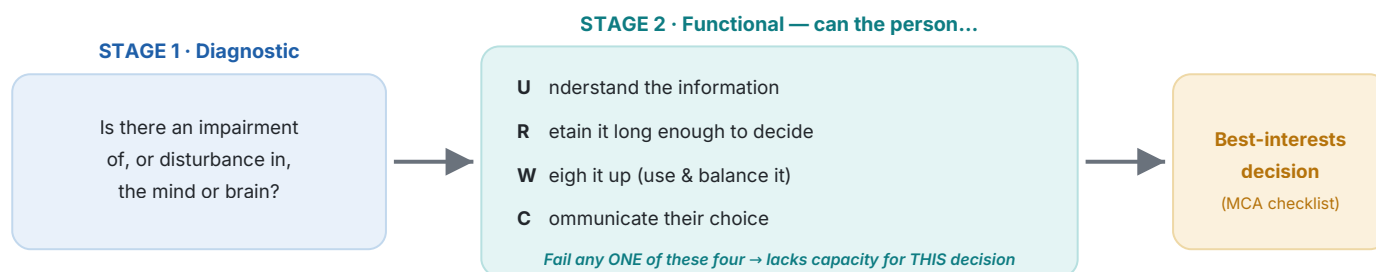 STAGE 1 · Diagnostic
Is there an impairment
of, or disturbance in,
the mind or brain?
STAGE 2 · Functional — can the person...
U nderstand the information
R etain it long enough to decide
W eigh it up (use & balance it)
C ommunicate their choice
Fail any ONE of these four → lacks capacity for THIS decision
Best-interests
decision
(MCA checklist)